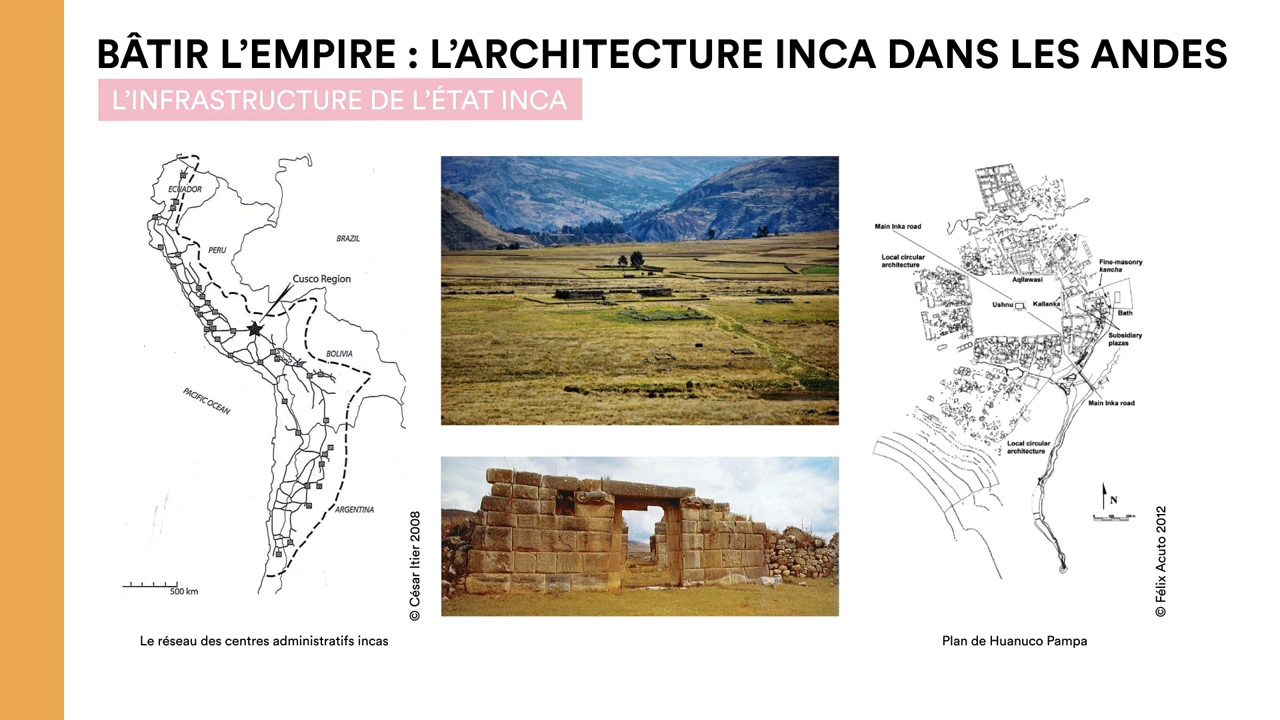 BÂTIR L’EMPIRE : L’ARCHITECTURE INCA DANS LES ANDES
L’INFRASTRUCTURE DE L’ÉTAT INCA
ECUADOR
PERU
BRAZIL
Cusco Region
BOLIVIA
PACIFIC OCEAN
ARGENTINA
500 km
© César Itier 2008
Le réseau des centres administratifs incas
Main Inka road
Local circular
architecture
Aqllawasi
Fine-masonry
kancha
Ushnu
Kallanka
Bath
Subsidiary
plazas
Main Inka road
Local circular
architecture
N
© Félix Acuto 2012
Plan de Huanuco Pampa